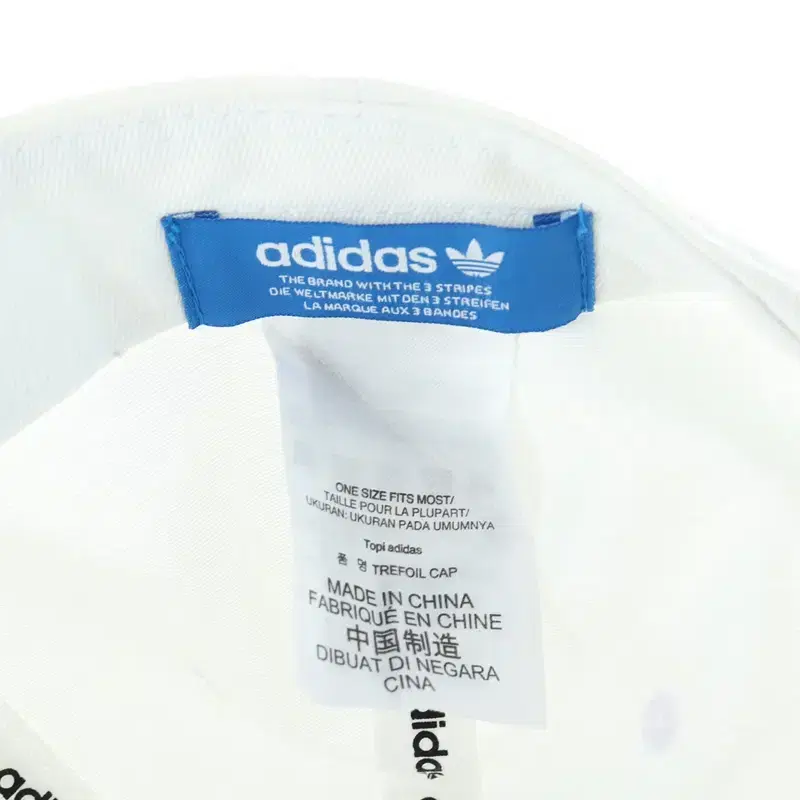 adidas
THE BRAND WITH THE 3 STRIPES
DIE WELTMARKE MIT DEN 3 STREIFEN
LA MARQUE AUX 3 BANDES
ONE SIZE FITS MOST/
TAILLE POUR LA PLUPART/
UKURAN: UKURAN PADA UMUMNYA
Topi adidas
품 명 TREFOIL CAP
MADE IN CHINA
FABRIQUÉ EN CHINE
中国制造
DIBUAT DI NEGARA
CINA